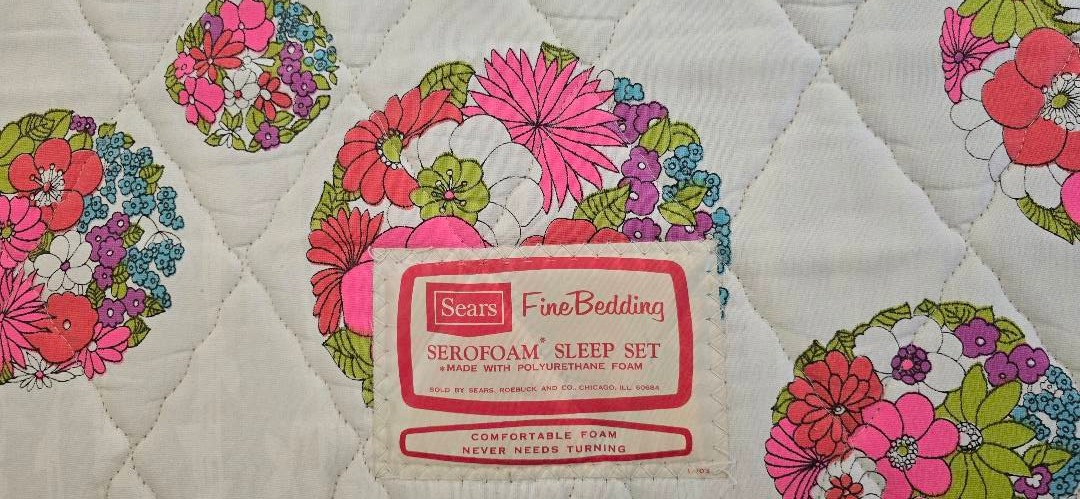 Sears Fine Bedding
SEROFOAM* SLEEP SET
*MADE WITH POLYURETHANE FOAM
SOLD BY SEARS, ROEBUCK AND CO., CHICAGO, ILL. 60684
COMFORTABLE FOAM
NEVER NEEDS TURNING